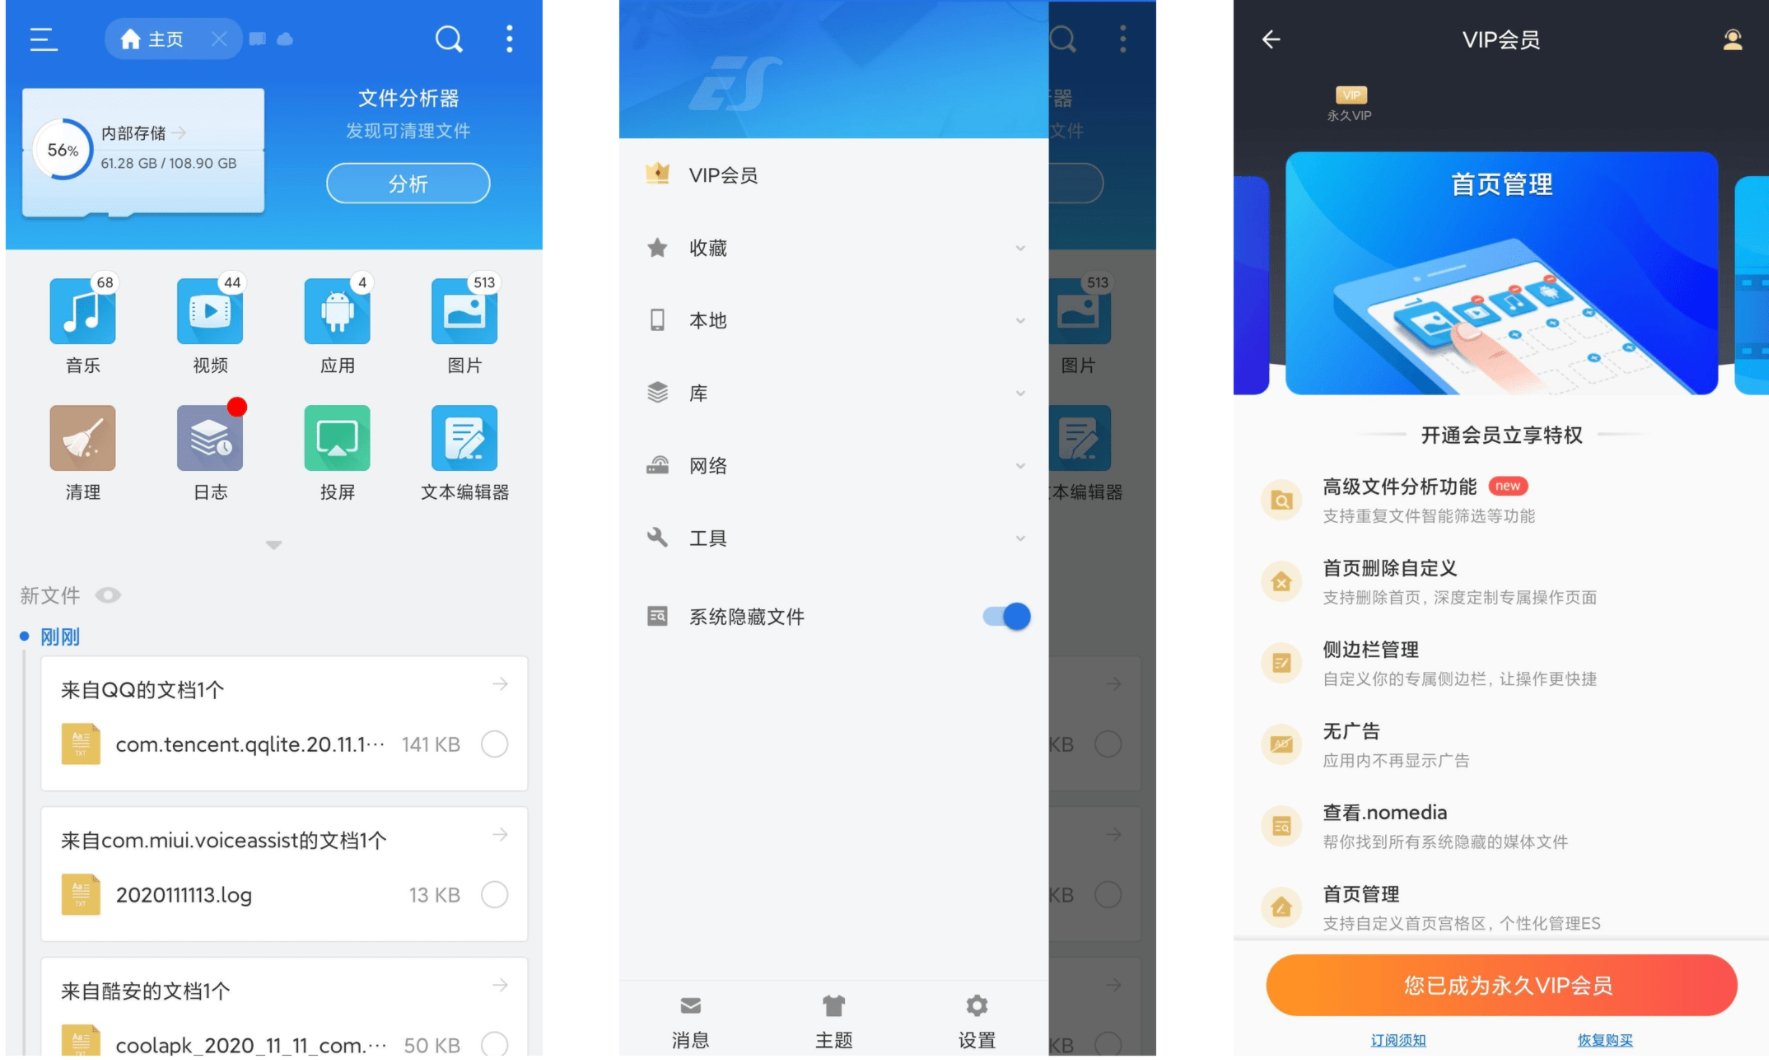 主页
文件分析器
发现可清理文件
分析
56%
内部存储
61.28 GB / 108.90 GB
68
44
4
513
音乐
视频
应用
图片
清理
日志
投屏
文本编辑器
新文件
刚刚
来自QQ的文档1个
com.tencent.qqlite.20.11.1··· 141 KB
来自com.miui.voiceassist的文档1个
2020111113.log 13 KB
来自酷安的文档1个
coolapk_2020_11_11_com.··· 50 KB
ES
VIP会员
收藏
本地
库
网络
工具
系统隐藏文件
消息
主题
设置
器
文件
513
图片
本编辑器
KB
KB
KB
VIP会员
VIP
永久VIP
首页管理
开通会员立享特权
高级文件分析功能 new
支持重复文件智能筛选等功能
首页删除自定义
支持删除首页，深度定制专属操作页面
侧边栏管理
自定义你的专属侧边栏，让操作更快捷
无广告
应用内不再显示广告
查看.nomedia
帮你找到所有系统隐藏的媒体文件
首页管理
支持自定义首页宫格区，个性化管理ES
您已成为永久VIP会员
订阅须知
恢复购买